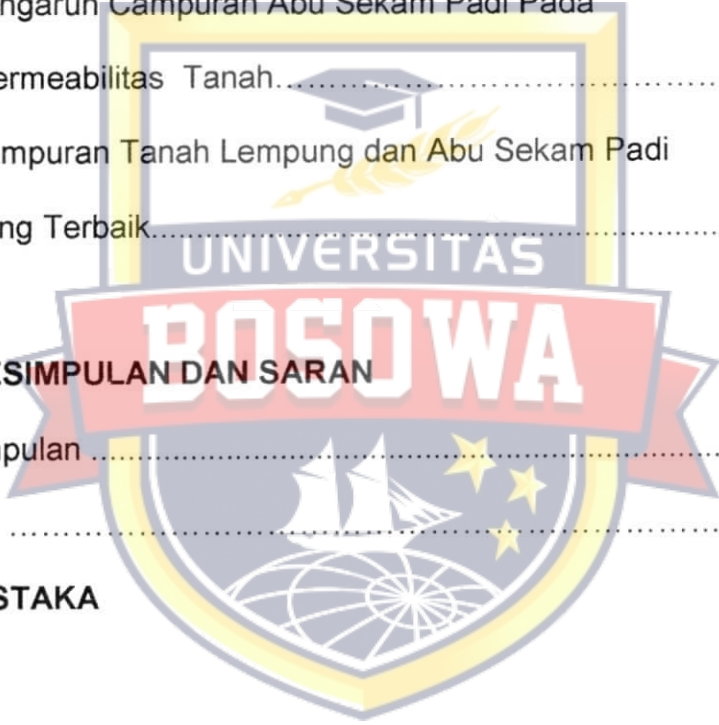 ngaruh Campuran Abu Sekam Padi Pada
ermeabilitas Tanah
mpuran Tanah Lempung dan Abu Sekam Padi
ng Terbaik
UNIVERSITAS
BOSOWA
ESIMPULAN DAN SARAN
pulan
STAKA